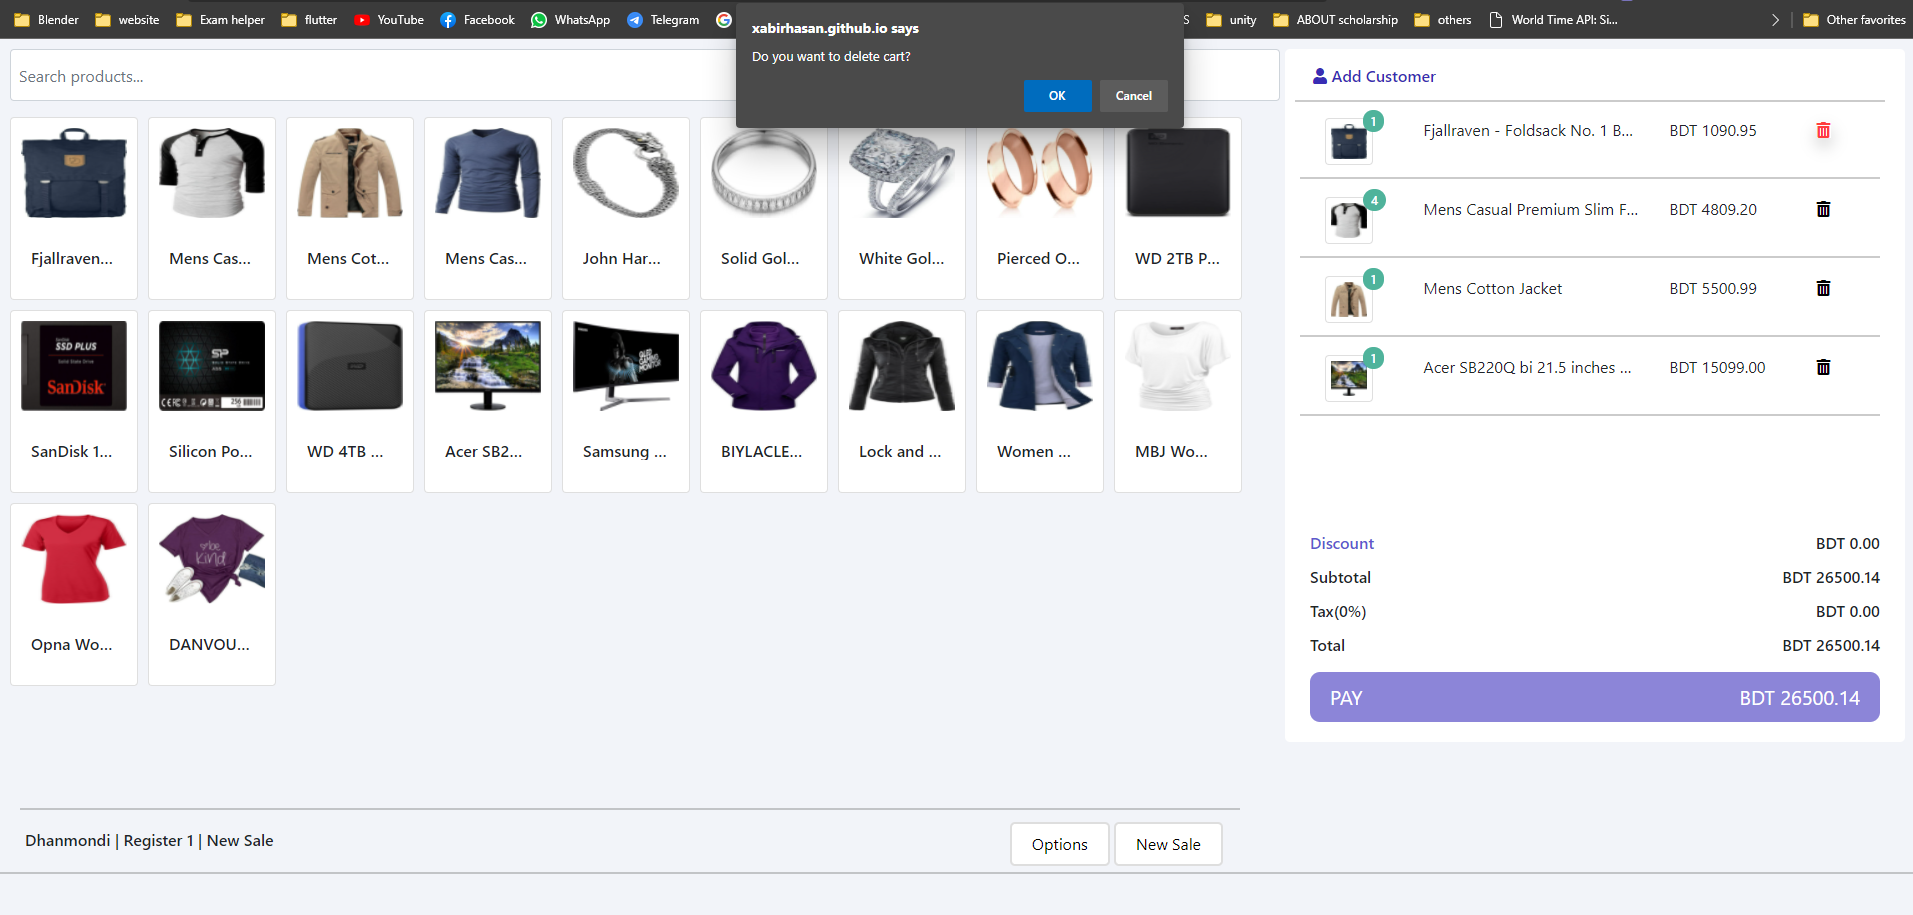 Blender
website
Exam helper
flutter
YouTube
Facebook
WhatsApp
Telegram
S
unity
ABOUT scholarship
others
World Time API: Si...
Other favorites
xabirhasan.github.io says
Do you want to delete cart?
OK
Cancel
Search products...
Fjallraven...
Mens Cas...
Mens Cot...
Mens Cas...
John Har...
Solid Gol...
White Gol...
Pierced O...
WD 2TB P...
SSD PLUS
Solid State Drive
SanDisk
SP
256
QLED
GAMING
MONITOR
SanDisk 1...
Silicon Po...
WD 4TB ...
Acer SB2...
Samsung ...
BIYLACLE...
Lock and ...
Women ...
MBJ Wo...
be
Kind
Opna Wo...
DANVOU...
Add Customer
1
Fjallraven - Foldsack No. 1 B...
BDT 1090.95
4
Mens Casual Premium Slim F...
BDT 4809.20
1
Mens Cotton Jacket
BDT 5500.99
1
Acer SB220Q bi 21.5 inches ...
BDT 15099.00
Discount
BDT 0.00
Subtotal
BDT 26500.14
Tax(0%)
BDT 0.00
Total
BDT 26500.14
PAY
BDT 26500.14
Dhanmondi | Register 1 | New Sale
Options
New Sale